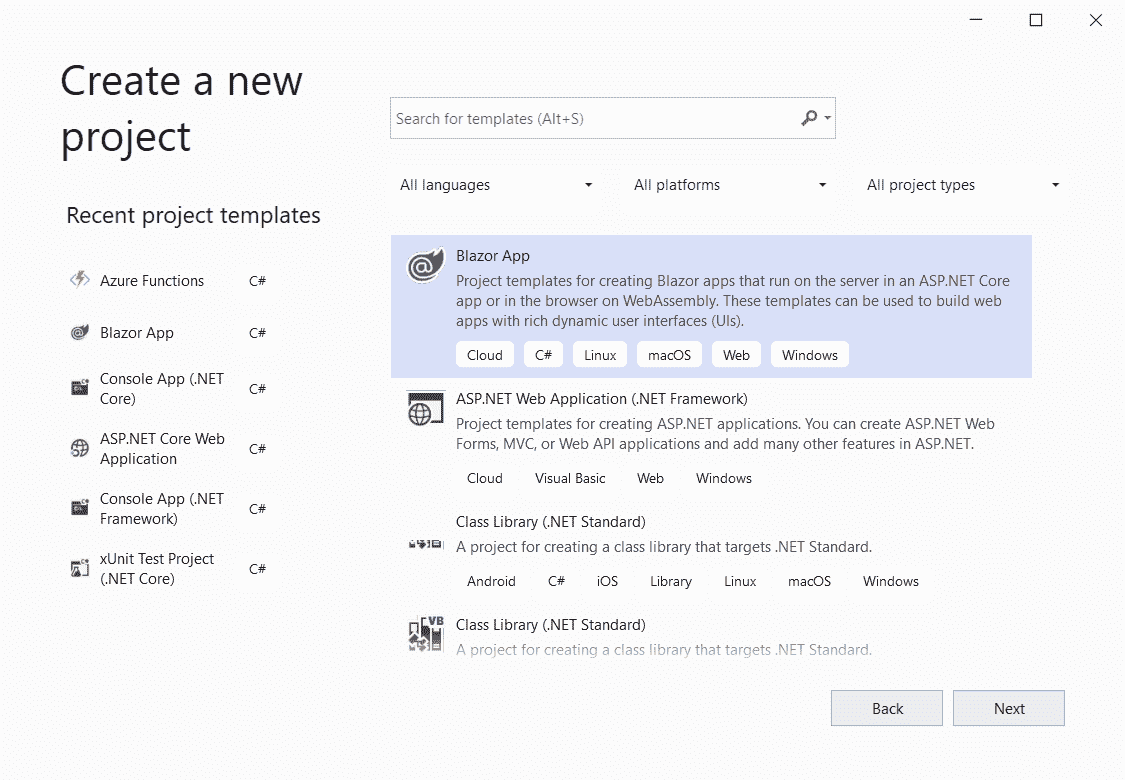 Create a new
project
Search for templates (Alt+S)
All languages
All platforms
All project types
Recent project templates
Azure Functions
C#
Blazor App
C#
Console App (.NET
Core)
C#
ASP.NET Core Web
Application
C#
Console App (.NET
Framework)
C#
xUnit Test Project
(.NET Core)
C#
Blazor App
Project templates for creating Blazor apps that run on the server in an ASP.NET Core
app or in the browser on WebAssembly. These templates can be used to build web
apps with rich dynamic user interfaces (UIs).
Cloud C# Linux macOS Web Windows
ASP.NET Web Application (.NET Framework)
Project templates for creating ASP.NET applications. You can create ASP.NET Web
Forms, MVC, or Web API applications and add many other features in ASP.NET.
Cloud Visual Basic Web Windows
Class Library (.NET Standard)
A project for creating a class library that targets .NET Standard.
Android C# iOS Library Linux macOS Windows
VB
Class Library (.NET Standard)
A project for creating a class library that targets .NET Standard.
Back
Next